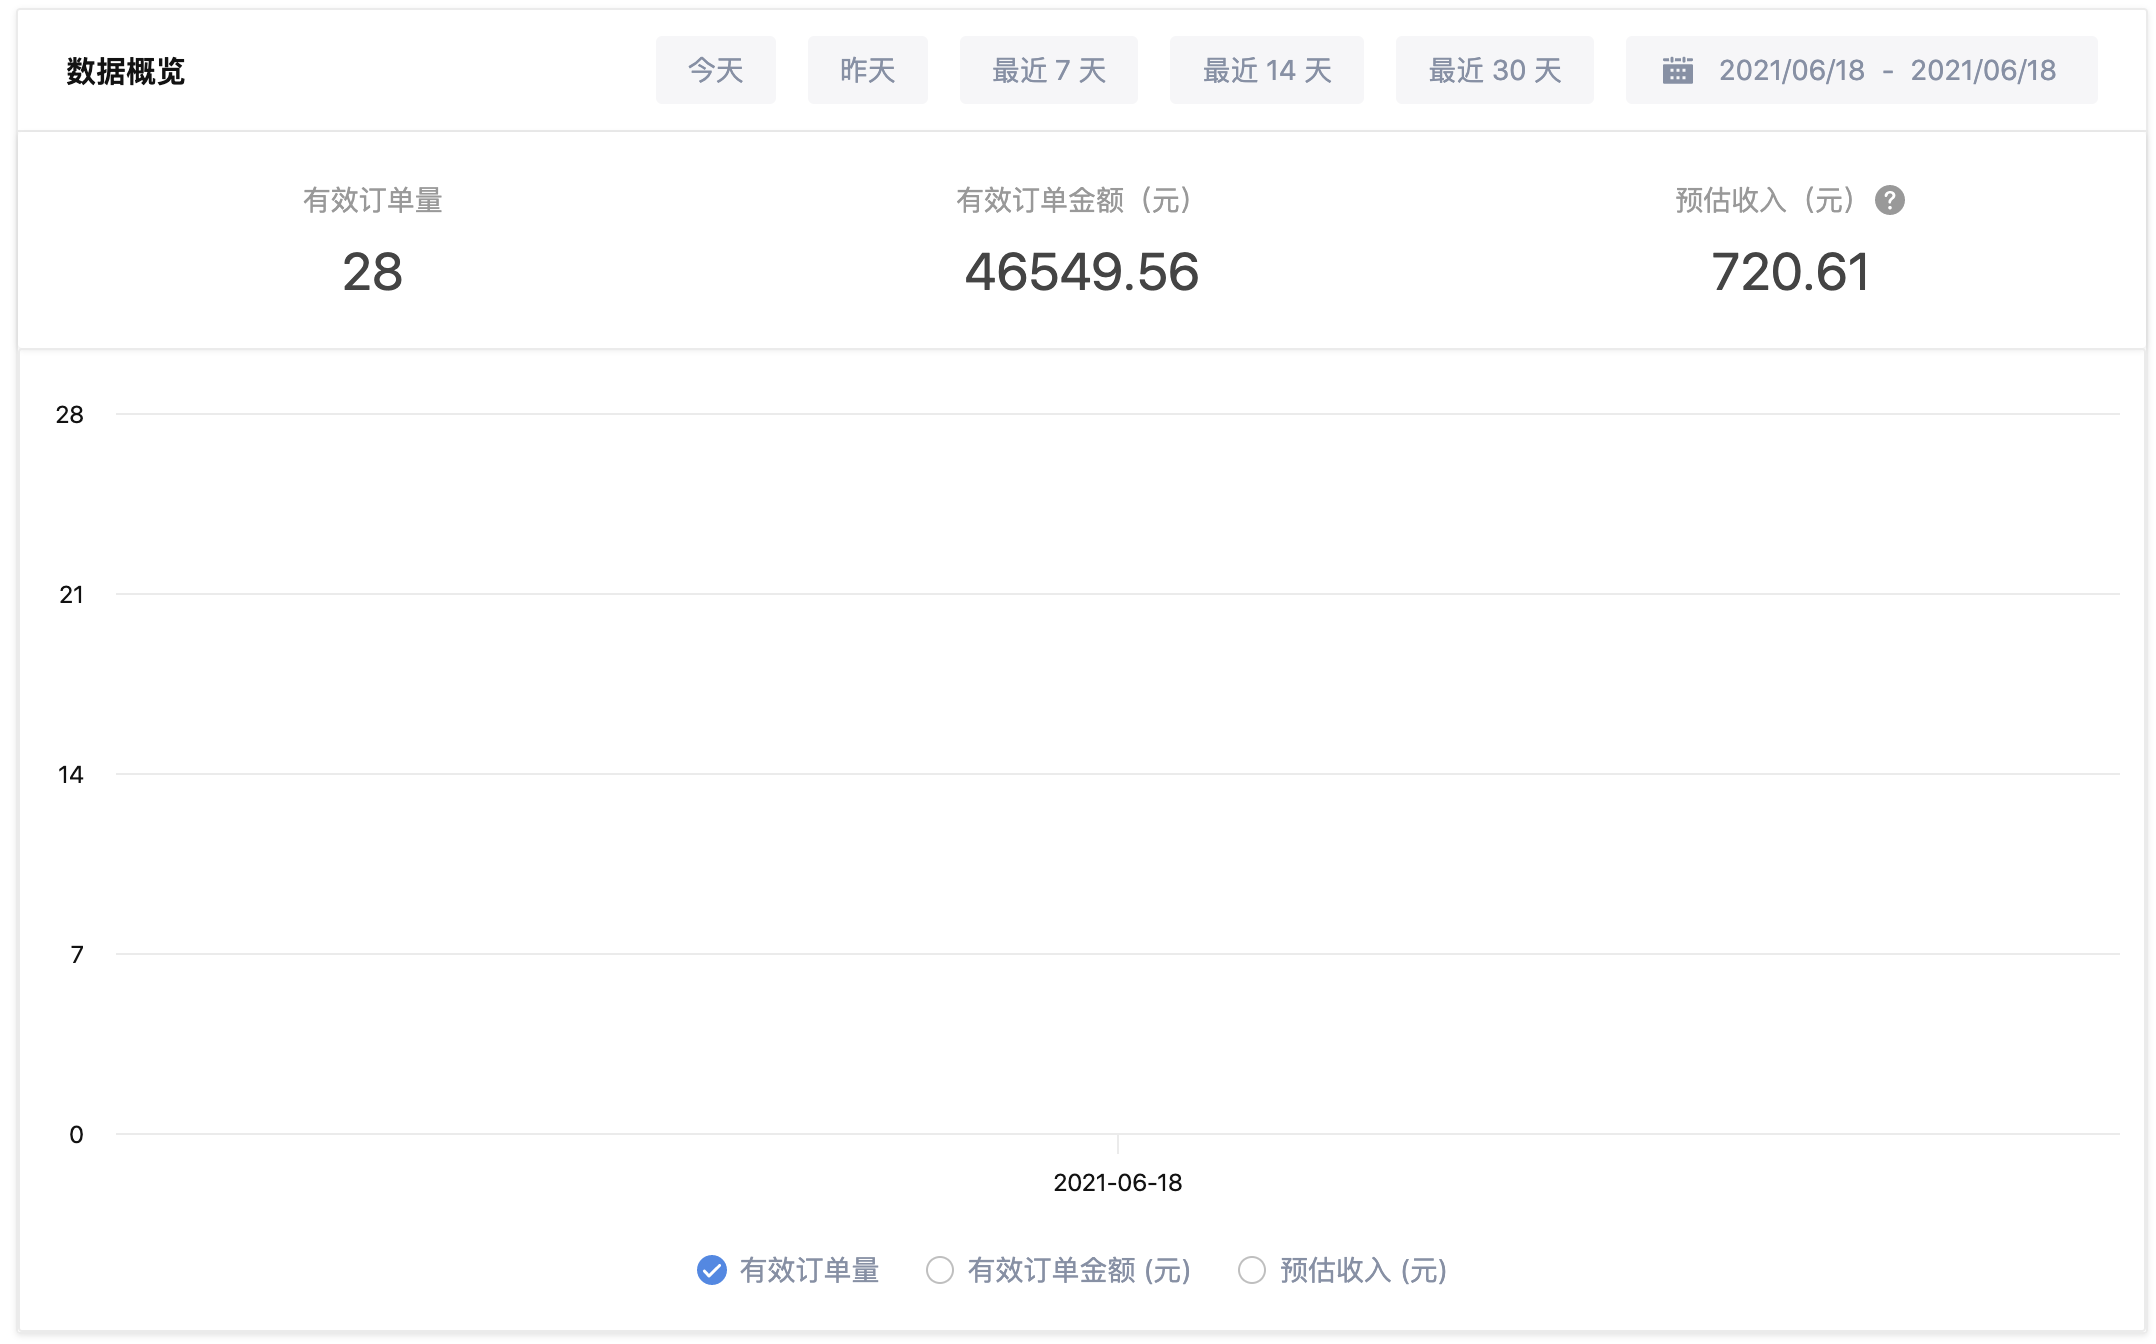 数据概览
今天 昨天 最近 7 天 最近 14 天 最近 30 天 2021/06/18 - 2021/06/18
有效订单量 有效订单金额（元） 预估收入（元） ?
28 46549.56 720.61
28
21
14
7
0
2021-06-18
有效订单量 有效订单金额 (元) 预估收入 (元)